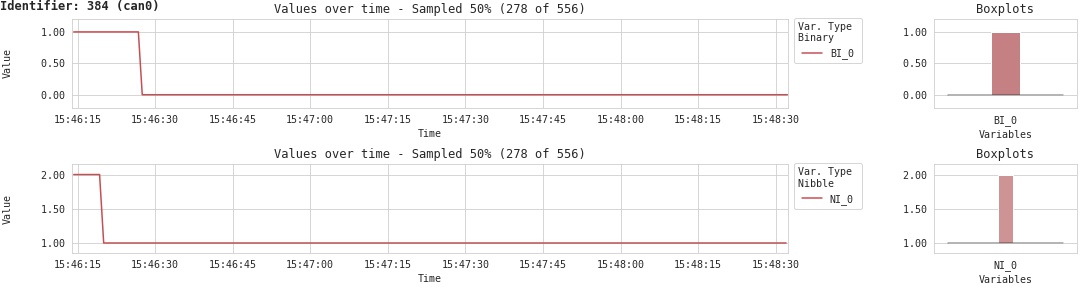 Identifier: 384 (can0)
Values over time - Sampled 50% (278 of 556)
Value
1.00
0.50
0.00
15:46:15 15:46:30 15:46:45 15:47:00 15:47:15 15:47:30 15:47:45 15:48:00 15:48:15 15:48:30
Time
Var. Type
Binary
BI_0
Boxplots
1.00
0.50
0.00
BI_0
Variables
Values over time - Sampled 50% (278 of 556)
Value
2.00
1.50
1.00
15:46:15 15:46:30 15:46:45 15:47:00 15:47:15 15:47:30 15:47:45 15:48:00 15:48:15 15:48:30
Time
Var. Type
Nibble
NI_0
Boxplots
2.00
1.50
1.00
NI_0
Variables